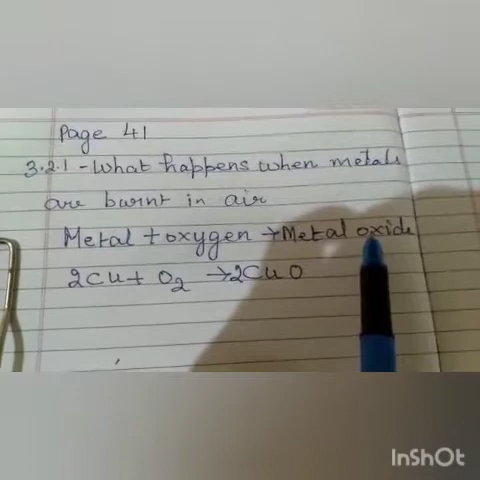 Page 41
3.2.1 - What happens when metals
are burnt in air
Metal + oxygen → Metal oxide
2Cu + O₂ → 2CuO
InShOt